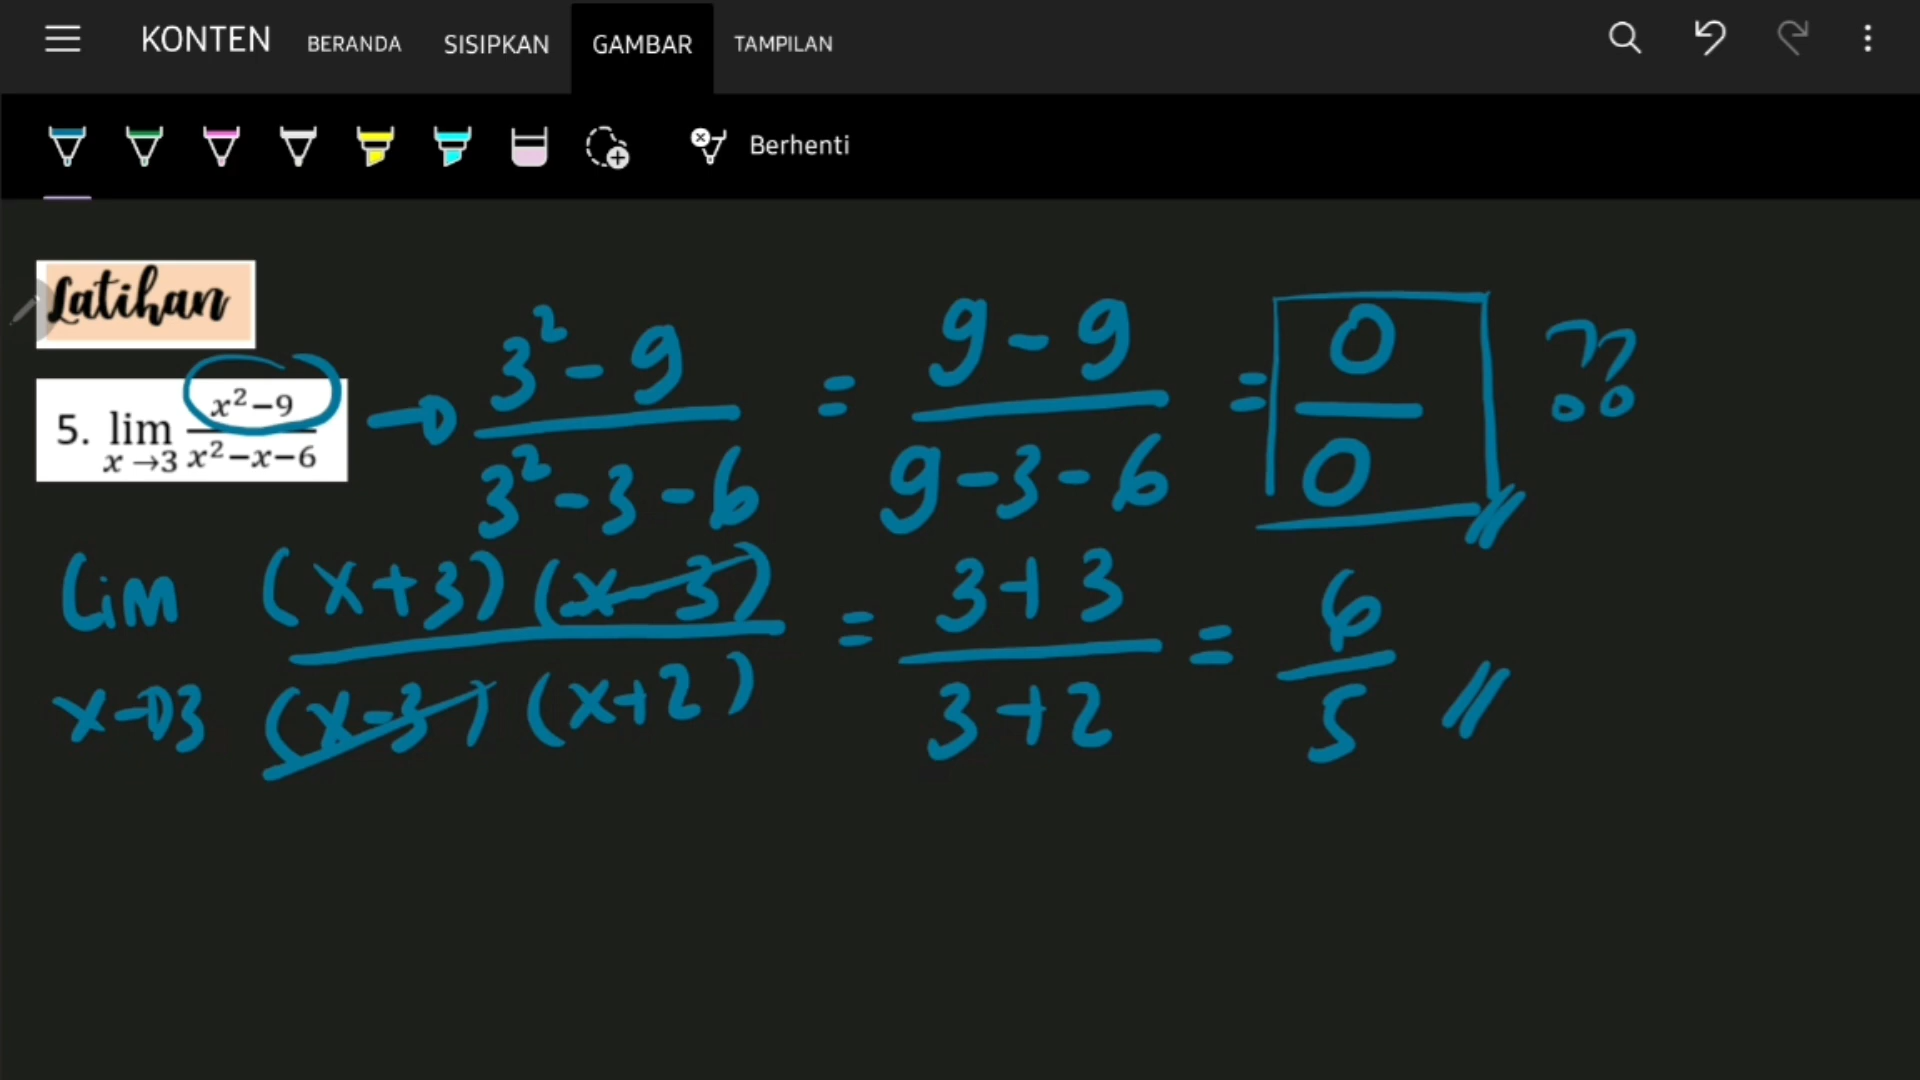 KONTEN BERANDA SISIPKAN GAMBAR TAMPILAN
Berhenti
Latihan
5. lim x→3 (x²−9)/(x²−x−6) → (3²-9)/(3²-3-6) = (9-9)/(9-3-6) = 0/0 ??
Lim x→3 ((x+3)(x-3))/((x-3)(x+2)) = (3+3)/(3+2) = 6/5 //